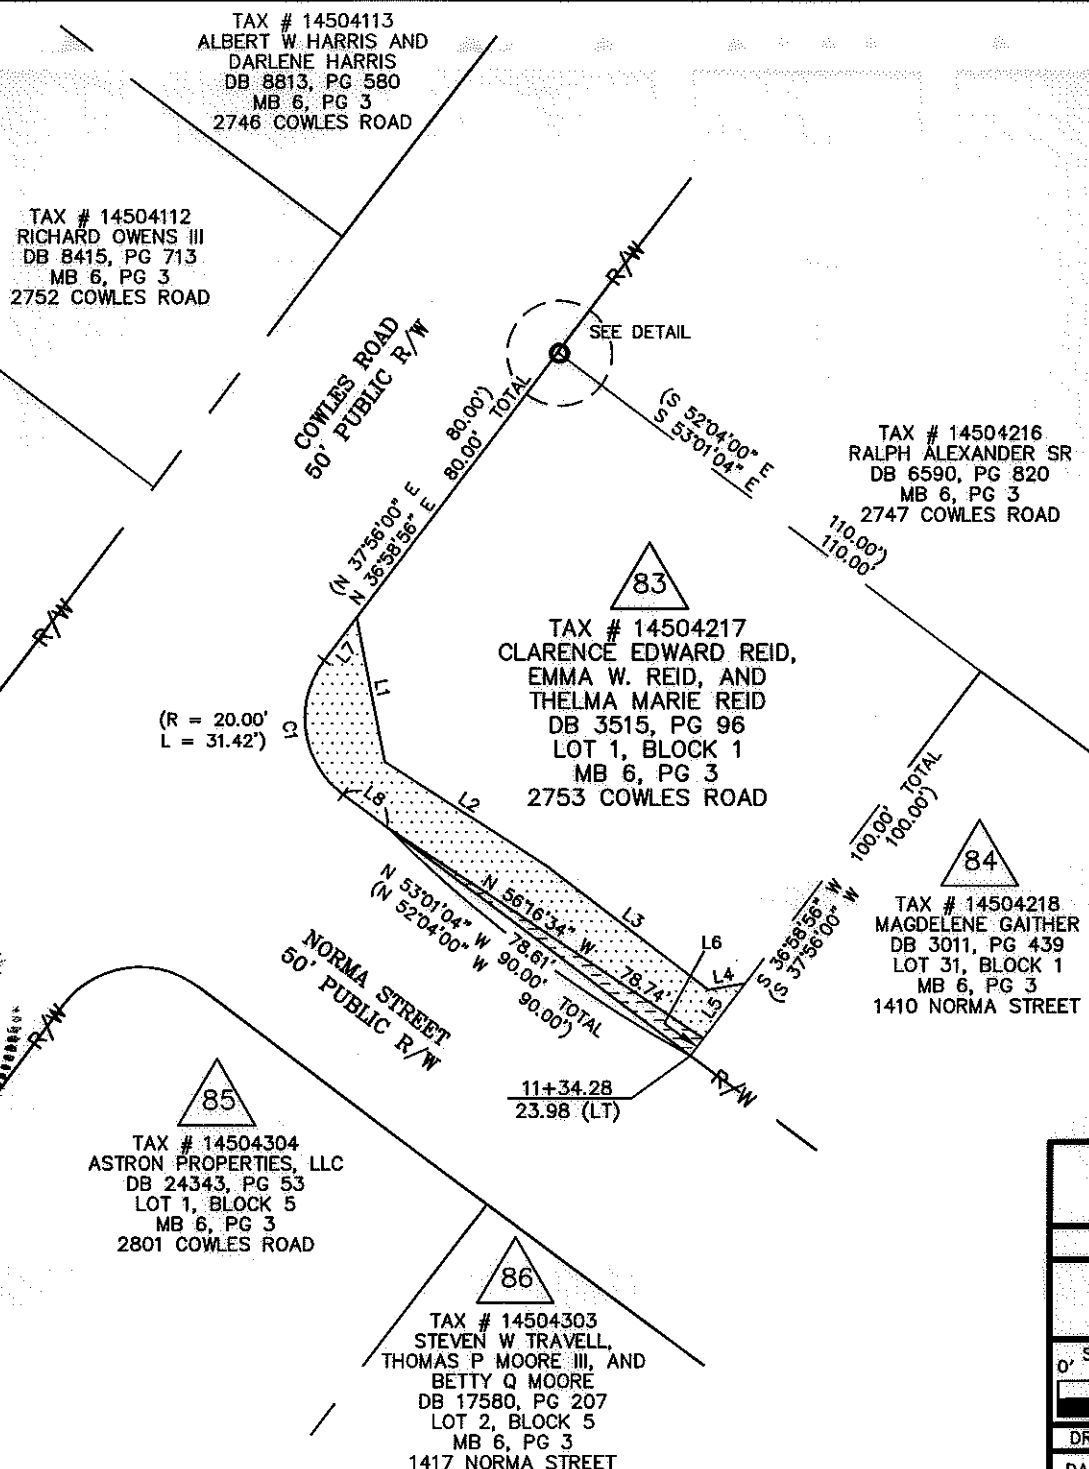 TAX # 14504113
ALBERT W HARRIS AND
DARLENE HARRIS
DB 8813, PG 580
MB 6, PG 3
2746 COWLES ROAD
TAX # 14504112
RICHARD OWENS III
DB 8415, PG 713
MB 6, PG 3
2752 COWLES ROAD
R/W
SEE DETAIL
COWLES ROAD
50' PUBLIC R/W
80.00')
80.00' TOTAL
(N 37°56'00" E
N 36°58'56" E
(S 52°04'00" E
S 53°01'04" E
110.00')
110.00'
TAX # 14504216
RALPH ALEXANDER SR
DB 6590, PG 820
MB 6, PG 3
2747 COWLES ROAD
83
TAX # 14504217
CLARENCE EDWARD REID,
EMMA W. REID, AND
THELMA MARIE REID
DB 3515, PG 96
LOT 1, BLOCK 1
MB 6, PG 3
2753 COWLES ROAD
R/W
L7
L1
(R = 20.00'
L = 31.42')
C1
L8
L2
L3
L4
L5
L6
100.00' TOTAL
100.00')
S 36°58'56" W
(S 37°56'00" W
84
TAX # 14504218
MAGDELENE GAITHER
DB 3011, PG 439
LOT 31, BLOCK 1
MB 6, PG 3
1410 NORMA STREET
N 56°16'34" W
78.74'
N 53°01'04" W
(N 52°04'00" W
78.61'
90.00' TOTAL
90.00')
NORMA STREET
50' PUBLIC R/W
11+34.28
23.98 (LT)
R/W
R/W
85
TAX # 14504304
ASTRON PROPERTIES, LLC
DB 24343, PG 53
LOT 1, BLOCK 5
MB 6, PG 3
2801 COWLES ROAD
86
TAX # 14504303
STEVEN W TRAVELL,
THOMAS P MOORE III, AND
BETTY Q MOORE
DB 17580, PG 207
LOT 2, BLOCK 5
MB 6, PG 3
1417 NORMA STREET
0' S
DR